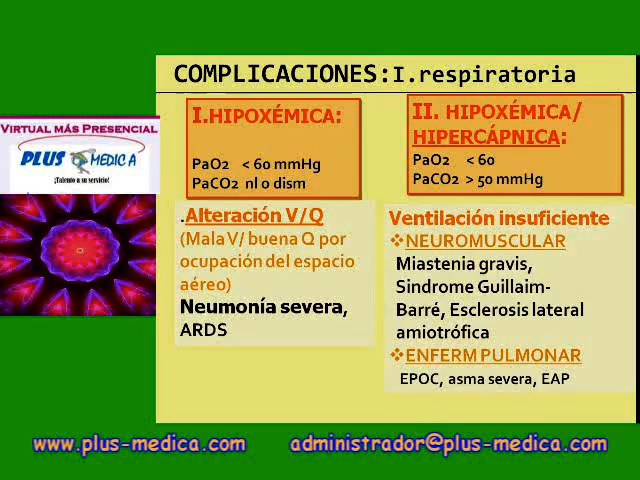 COMPLICACIONES: I.respiratoria
VIRTUAL MÁS PRESENCIAL
PLUS MEDICA
¡Talento a su servicio!
I.HIPOXÉMICA:
PaO2 < 60 mmHg
PaCO2 nl o dism
.Alteración V/Q
(Mala V/ buena Q por
ocupación del espacio
aéreo)
Neumonía severa,
ARDS
II. HIPOXÉMICA/
HIPERCÁPNICA:
PaO2 < 60
PaCO2 > 50 mmHg
Ventilación insuficiente
❖NEUROMUSCULAR
Miastenia gravis,
Sindrome Guillaim-
Barré, Esclerosis lateral
amiotrófica
❖ENFERM PULMONAR
EPOC, asma severa, EAP
www.plus-medica.com administrador@plus-medica.com